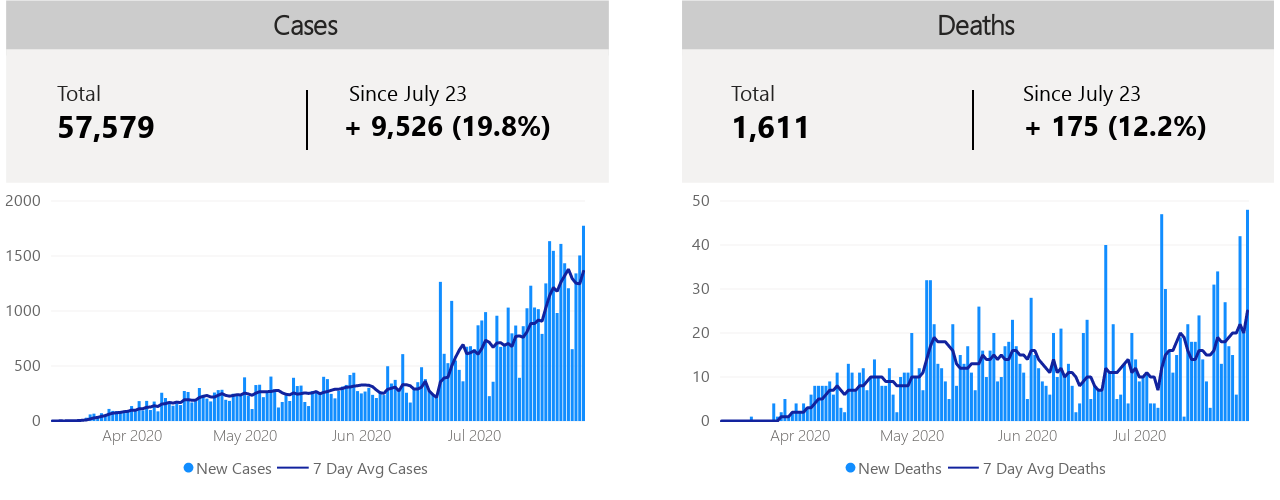 Cases
Total
57,579
Since July 23
+ 9,526 (19.8%)
2000
1500
1000
500
0
Apr 2020 May 2020 Jun 2020 Jul 2020
New Cases 7 Day Avg Cases
Deaths
Total
1,611
Since July 23
+ 175 (12.2%)
50
40
30
20
10
0
Apr 2020 May 2020 Jun 2020 Jul 2020
New Deaths 7 Day Avg Deaths